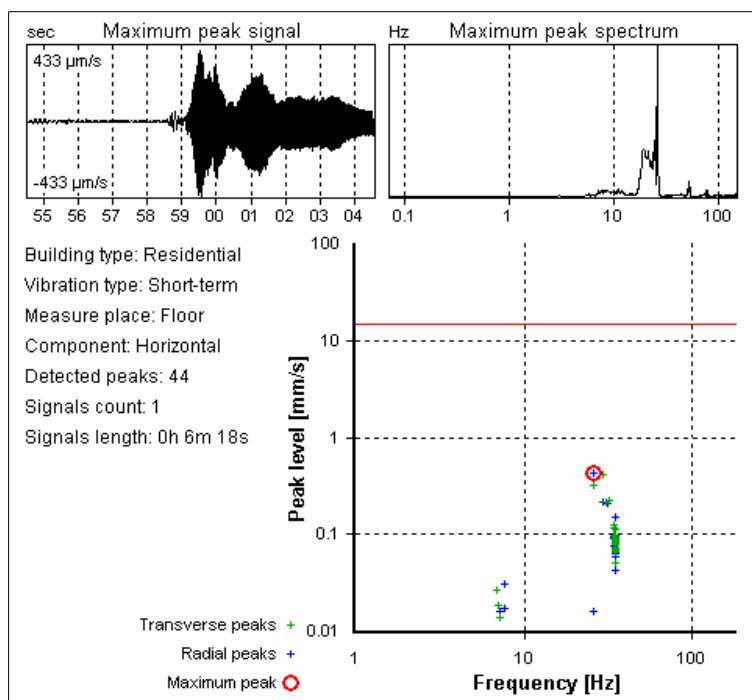 sec Maximum peak signal
433 µm/s
-433 µm/s
55 56 57 58 59 00 01 02 03 04
Hz Maximum peak spectrum
0.1 1 10 100
Building type: Residential
Vibration type: Short-term
Measure place: Floor
Component: Horizontal
Detected peaks: 44
Signals count: 1
Signals length: 0h 6m 18s
Transverse peaks
Radial peaks
Maximum peak
Peak level [mm/s]
100
10
1
0.1
0.01
1 10 100
Frequency [Hz]